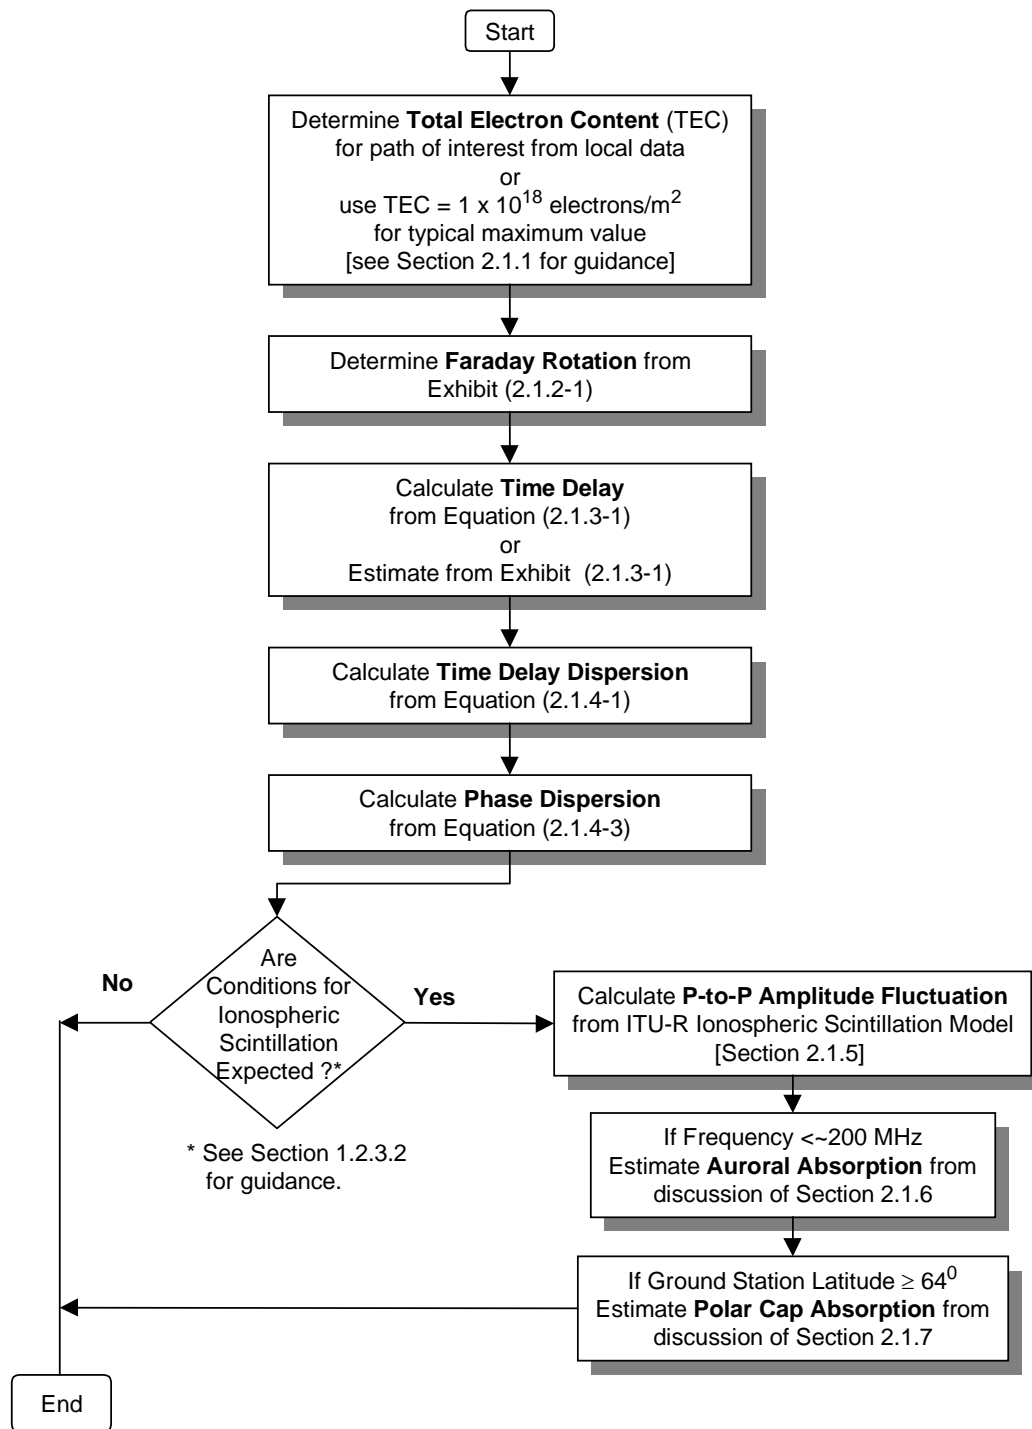 Start
Determine Total Electron Content (TEC)
for path of interest from local data
or
use TEC = 1 x 10^18 electrons/m^2
for typical maximum value
[see Section 2.1.1 for guidance]
Determine Faraday Rotation from
Exhibit (2.1.2-1)
Calculate Time Delay
from Equation (2.1.3-1)
or
Estimate from Exhibit (2.1.3-1)
Calculate Time Delay Dispersion
from Equation (2.1.4-1)
Calculate Phase Dispersion
from Equation (2.1.4-3)
Are
Conditions for
Ionospheric
Scintillation
Expected ?*
No
Yes
* See Section 1.2.3.2
for guidance.
Calculate P-to-P Amplitude Fluctuation
from ITU-R Ionospheric Scintillation Model
[Section 2.1.5]
If Frequency <~200 MHz
Estimate Auroral Absorption from
discussion of Section 2.1.6
If Ground Station Latitude ≥ 64^0
Estimate Polar Cap Absorption from
discussion of Section 2.1.7
End